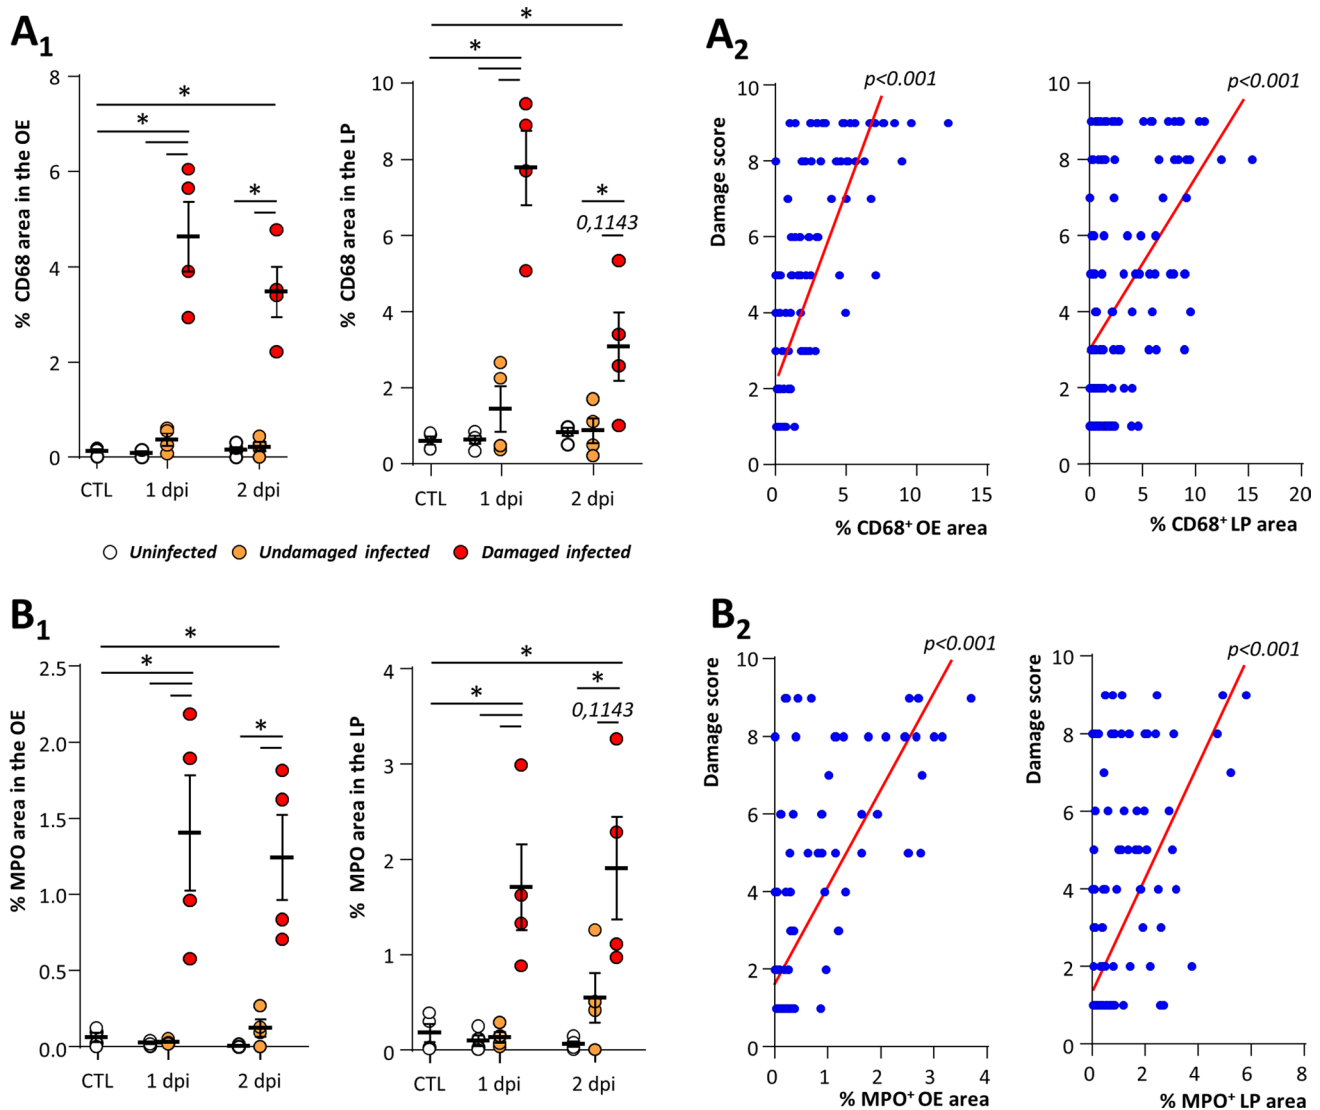 A1
% CD68 area in the OE
8
6
4
2
0
*
*
*
CTL
1 dpi
2 dpi
% CD68 area in the LP
10
8
6
4
2
0
*
*
*
0,1143
CTL
1 dpi
2 dpi
A2
Damage score
10
8
6
4
2
0
p<0.001
0
5
10
15
% CD68+ OE area
10
8
6
4
2
0
p<0.001
0
5
10
15
20
% CD68+ LP area
Uninfected
Undamaged infected
Damaged infected
B1
% MPO area in the OE
2.5
2.0
1.5
1.0
0.5
0.0
*
*
*
CTL
1 dpi
2 dpi
% MPO area in the LP
4
3
2
1
0
*
*
*
0,1143
CTL
1 dpi
2 dpi
B2
Damage score
10
8
6
4
2
0
p<0.001
0
1
2
3
4
% MPO+ OE area
Damage score
10
8
6
4
2
0
p<0.001
0
2
4
6
8
% MPO+ LP area